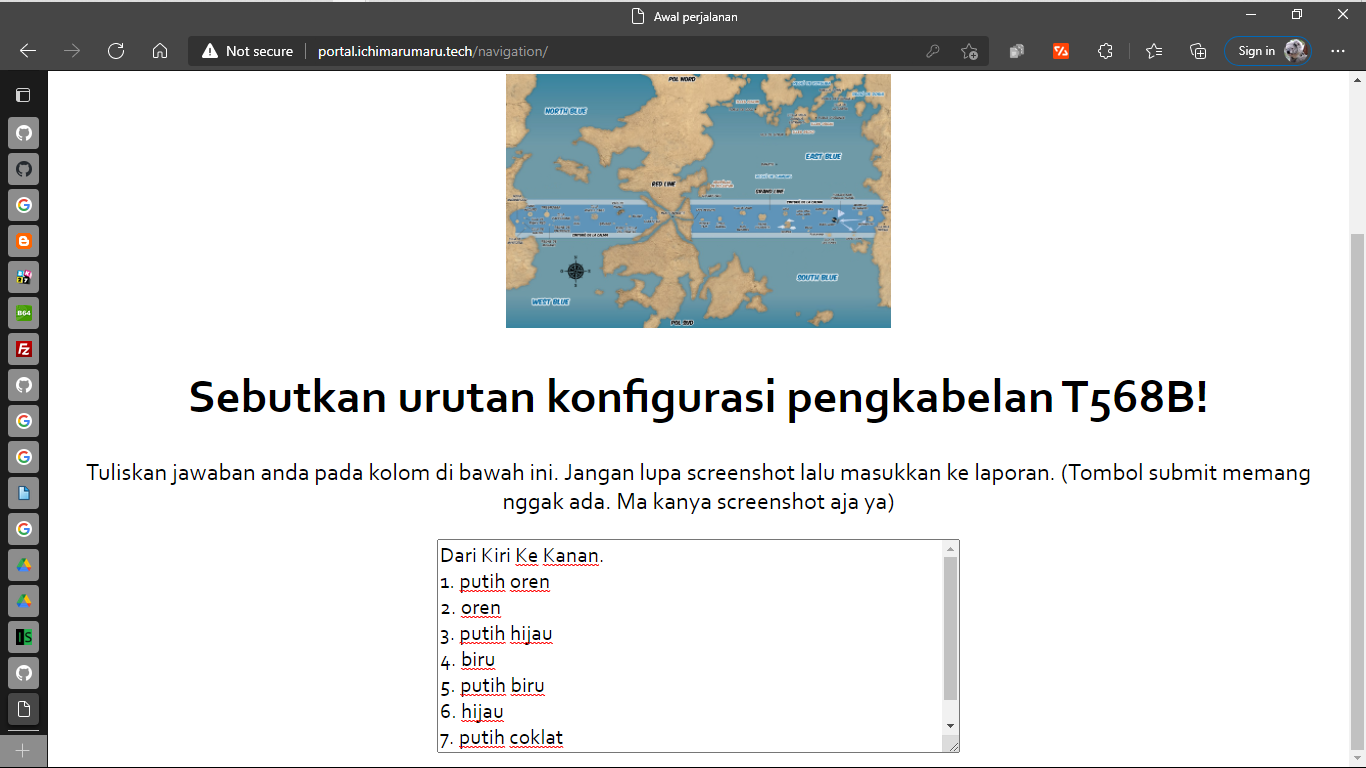 Awal perjalanan
Not secure
portal.ichimarumaru.tech/navigation/
Sign in
B64
FZ
IS
POL NORD
NORTH BLUE
EAST BLUE
RED LINE
GRAND LINE
SOUTH BLUE
WEST BLUE
POL SUD
Sebutkan urutan konfigurasi pengkabelan T568B!
Tuliskan jawaban anda pada kolom di bawah ini. Jangan lupa screenshot lalu masukkan ke laporan. (Tombol submit memang
nggak ada. Ma kanya screenshot aja ya)
Dari Kiri Ke Kanan.
1. putih oren
2. oren
3. putih hijau
4. biru
5. putih biru
6. hijau
7. putih coklat